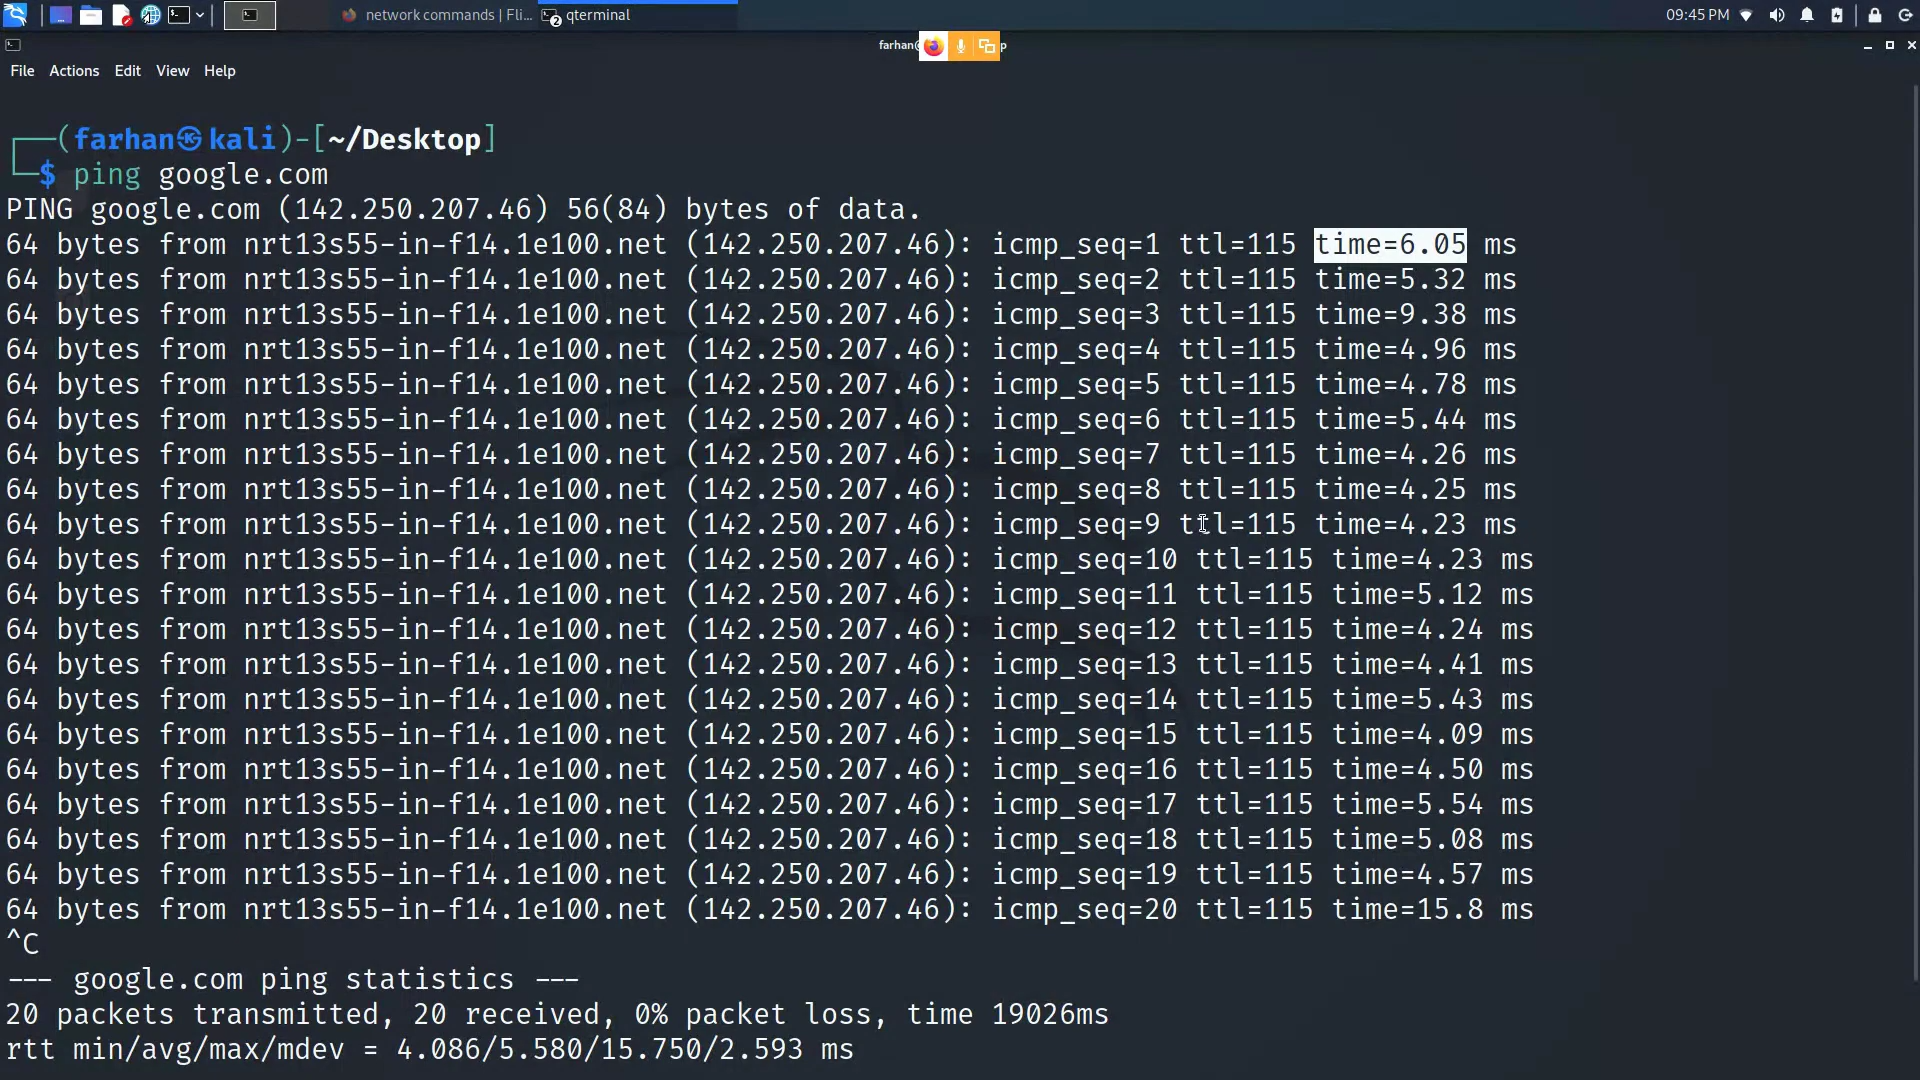 network commands | Fli...
2
qterminal
09:45 PM
farhan@
p
File Actions Edit View Help
┌──(farhan㉿kali)-[~/Desktop]
└─$ ping google.com
PING google.com (142.250.207.46) 56(84) bytes of data.
64 bytes from nrt13s55-in-f14.1e100.net (142.250.207.46): icmp_seq=1 ttl=115 time=6.05 ms
64 bytes from nrt13s55-in-f14.1e100.net (142.250.207.46): icmp_seq=2 ttl=115 time=5.32 ms
64 bytes from nrt13s55-in-f14.1e100.net (142.250.207.46): icmp_seq=3 ttl=115 time=9.38 ms
64 bytes from nrt13s55-in-f14.1e100.net (142.250.207.46): icmp_seq=4 ttl=115 time=4.96 ms
64 bytes from nrt13s55-in-f14.1e100.net (142.250.207.46): icmp_seq=5 ttl=115 time=4.78 ms
64 bytes from nrt13s55-in-f14.1e100.net (142.250.207.46): icmp_seq=6 ttl=115 time=5.44 ms
64 bytes from nrt13s55-in-f14.1e100.net (142.250.207.46): icmp_seq=7 ttl=115 time=4.26 ms
64 bytes from nrt13s55-in-f14.1e100.net (142.250.207.46): icmp_seq=8 ttl=115 time=4.25 ms
64 bytes from nrt13s55-in-f14.1e100.net (142.250.207.46): icmp_seq=9 ttl=115 time=4.23 ms
64 bytes from nrt13s55-in-f14.1e100.net (142.250.207.46): icmp_seq=10 ttl=115 time=4.23 ms
64 bytes from nrt13s55-in-f14.1e100.net (142.250.207.46): icmp_seq=11 ttl=115 time=5.12 ms
64 bytes from nrt13s55-in-f14.1e100.net (142.250.207.46): icmp_seq=12 ttl=115 time=4.24 ms
64 bytes from nrt13s55-in-f14.1e100.net (142.250.207.46): icmp_seq=13 ttl=115 time=4.41 ms
64 bytes from nrt13s55-in-f14.1e100.net (142.250.207.46): icmp_seq=14 ttl=115 time=5.43 ms
64 bytes from nrt13s55-in-f14.1e100.net (142.250.207.46): icmp_seq=15 ttl=115 time=4.09 ms
64 bytes from nrt13s55-in-f14.1e100.net (142.250.207.46): icmp_seq=16 ttl=115 time=4.50 ms
64 bytes from nrt13s55-in-f14.1e100.net (142.250.207.46): icmp_seq=17 ttl=115 time=5.54 ms
64 bytes from nrt13s55-in-f14.1e100.net (142.250.207.46): icmp_seq=18 ttl=115 time=5.08 ms
64 bytes from nrt13s55-in-f14.1e100.net (142.250.207.46): icmp_seq=19 ttl=115 time=4.57 ms
64 bytes from nrt13s55-in-f14.1e100.net (142.250.207.46): icmp_seq=20 ttl=115 time=15.8 ms
^C
--- google.com ping statistics ---
20 packets transmitted, 20 received, 0% packet loss, time 19026ms
rtt min/avg/max/mdev = 4.086/5.580/15.750/2.593 ms